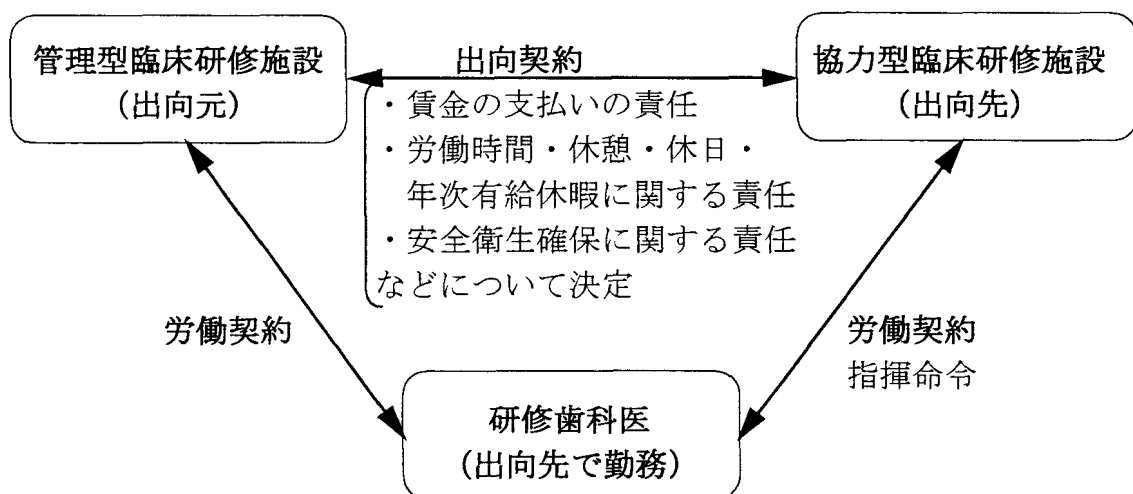 管理型臨床研修施設
(出向元)
出向契約
・賃金の支払いの責任
・労働時間・休憩・休日・
年次有給休暇に関する責任
・安全衛生確保に関する責任
などについて決定
協力型臨床研修施設
(出向先)
労働契約
労働契約
指揮命令
研修歯科医
(出向先で勤務)